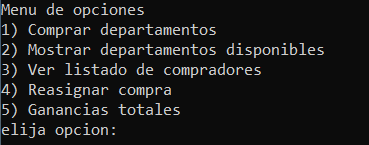 Menu de opciones
1) Comprar departamentos
2) Mostrar departamentos disponibles
3) Ver listado de compradores
4) Reasignar compra
5) Ganancias totales
elija opcion: